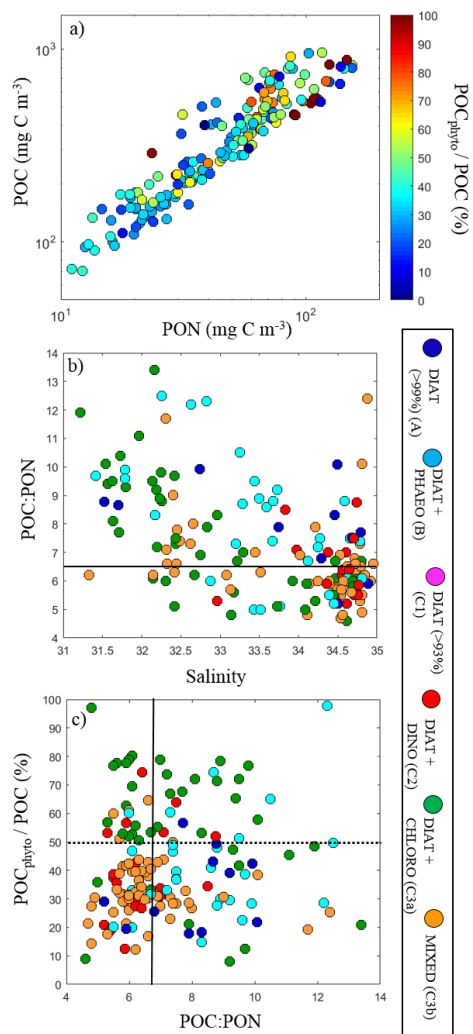 a)
10³
10²
POC (mg C m⁻³)
10¹
10²
PON (mg C m⁻³)
100
90
80
70
60
50
40
30
20
10
0
POCphyto / POC (%)
b)
14
13
12
11
10
9
8
7
6
5
4
POC:PON
31
31.5
32
32.5
33
33.5
34
34.5
35
Salinity
c)
100
90
80
70
60
50
40
30
20
10
0
POCphyto / POC (%)
4
6
8
10
12
14
POC:PON
DIAT
(>99%) (A)
DIAT +
PHAEO (B)
DIAT (>93%)
(C1)
DIAT +
DINO (C2)
DIAT +
CHLORO (C3a)
MIXED (C3b)